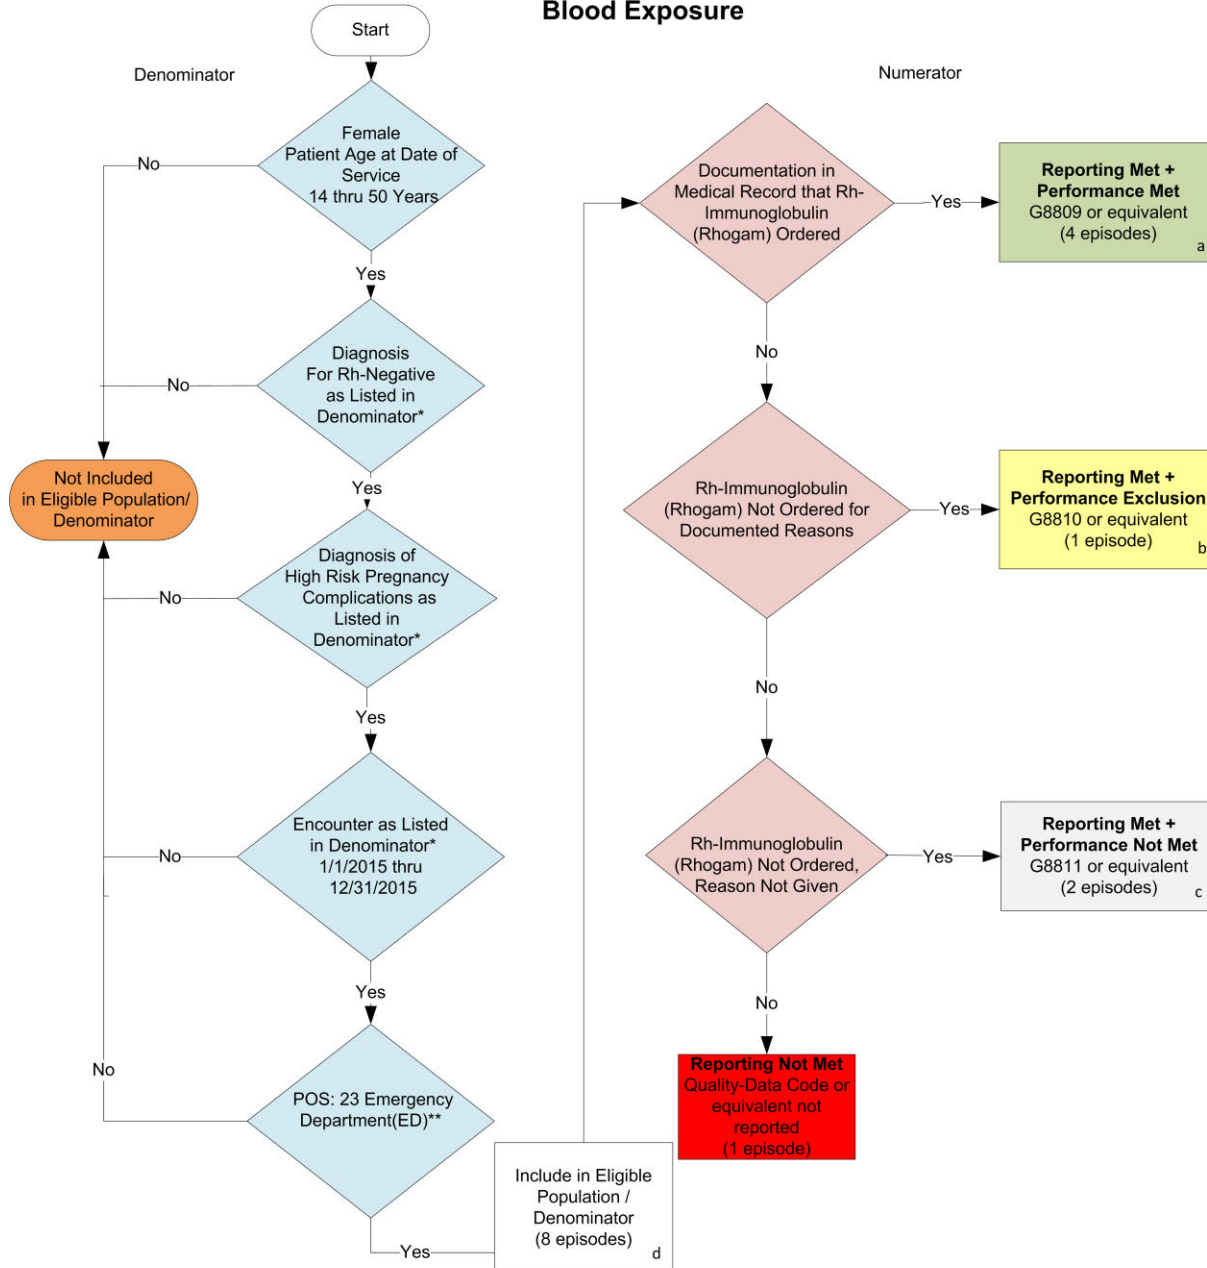 Blood Exposure
Start
Denominator
Numerator
Female
Patient Age at Date of
Service
14 thru 50 Years
No
Yes
Diagnosis
For Rh-Negative
as Listed in
Denominator*
No
Yes
Not Included
in Eligible Population/
Denominator
Diagnosis of
High Risk Pregnancy
Complications as
Listed in
Denominator*
No
Yes
Encounter as Listed
in Denominator*
1/1/2015 thru
12/31/2015
No
Yes
POS: 23 Emergency
Department(ED)**
No
Yes
Include in Eligible
Population /
Denominator
(8 episodes)
d
Documentation in
Medical Record that Rh-
Immunoglobulin
(Rhogam) Ordered
Yes
Reporting Met +
Performance Met
G8809 or equivalent
(4 episodes)
a
No
Rh-Immunoglobulin
(Rhogam) Not Ordered for
Documented Reasons
Yes
Reporting Met +
Performance Exclusion
G8810 or equivalent
(1 episode)
b
No
Rh-Immunoglobulin
(Rhogam) Not Ordered,
Reason Not Given
Yes
Reporting Met +
Performance Not Met
G8811 or equivalent
(2 episodes)
c
No
Reporting Not Met
Quality-Data Code or
equivalent not
reported
(1 episode)